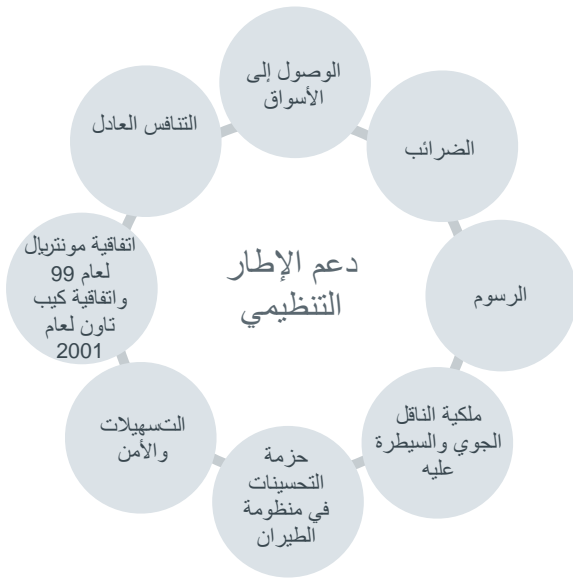 الوصول إلى
الأسواق
الضرائب
الرسوم
ملكية الناقل
الجوي والسيطرة
عليه
حزمة
التحسينات
في منظومة
الطيران
التسهيلات
والأمن
اتفاقية مونتريال
لعام 99
واتفاقية كيب
تاون لعام
2001
التنافس العادل
دعم الإطار
التنظيمي